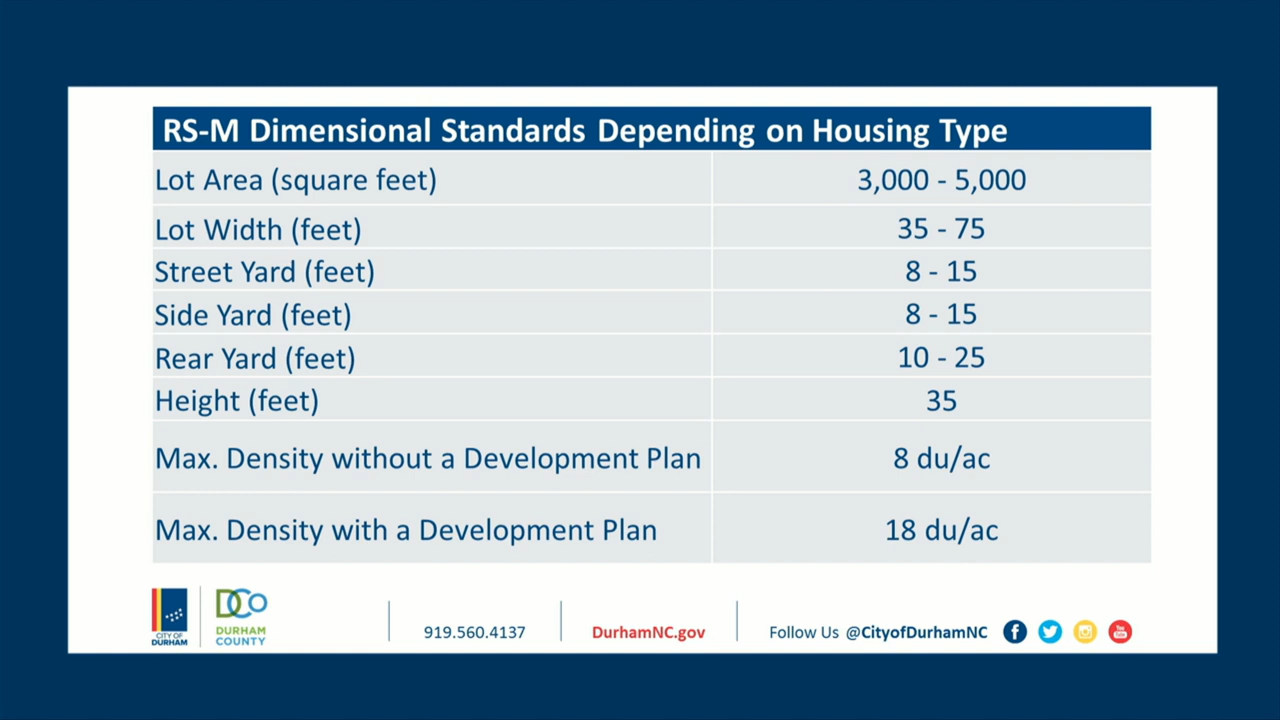 RS-M Dimensional Standards Depending on Housing Type
Lot Area (square feet) 3,000 - 5,000
Lot Width (feet) 35 - 75
Street Yard (feet) 8 - 15
Side Yard (feet) 8 - 15
Rear Yard (feet) 10 - 25
Height (feet) 35
Max. Density without a Development Plan 8 du/ac
Max. Density with a Development Plan 18 du/ac
CITY OF
DURHAM
DCo
DURHAM
COUNTY
919.560.4137
DurhamNC.gov
Follow Us @CityofDurhamNC
You
Tube